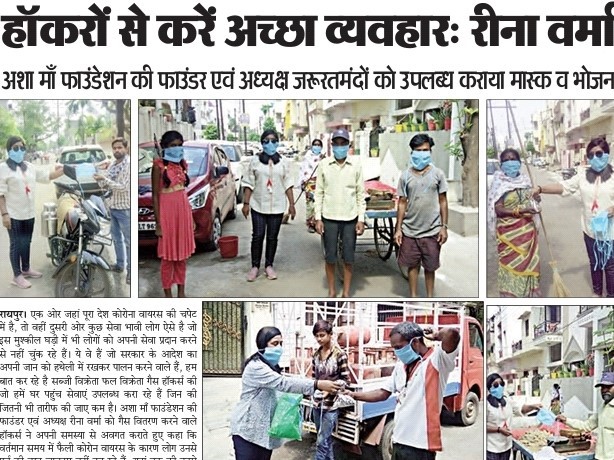 हॉकरों से करें अच्छा व्यवहारः रीना वर्मा
अशा माँ फाउंडेशन की फाउंडर एवं अध्यक्ष जरूरतमंदों को उपलब्ध कराया मास्क व भोजन
रायपुर। एक ओर जहां पूरा देश कोरोना वायरस की चपेट
में है, तो वहीं दुसरी ओर कुछ सेवा भावी लोग ऐसे है जो
इस मुश्कील घड़ी में भी लोगों को अपनी सेवा प्रदान करने
से नहीं चुंक रहे हैं। ये वे हैं जो सरकार के आदेश का
अपनी जान को हथेली में रखकर पालन करने वाले हैं, हम
बात कर रहे है सब्जी विक्रेता फल विक्रेता गैस हॉकर्स की
जो हमें घर पहुंच सेवाएं उपलब्ध करा रहे हैं जिन की
जितनी भी तारीफ की जाए कम है। अशा माँ फाउंडेशन की
फाउंडर एवं अध्यक्ष रीना वर्मा को गैस वितरण करने वाले
हॉकर्स ने अपनी समस्या से अवगत कराते हुए कहा कि
वर्तमान समय में फैली कोरोना वायरस के कारण लोग उनसे